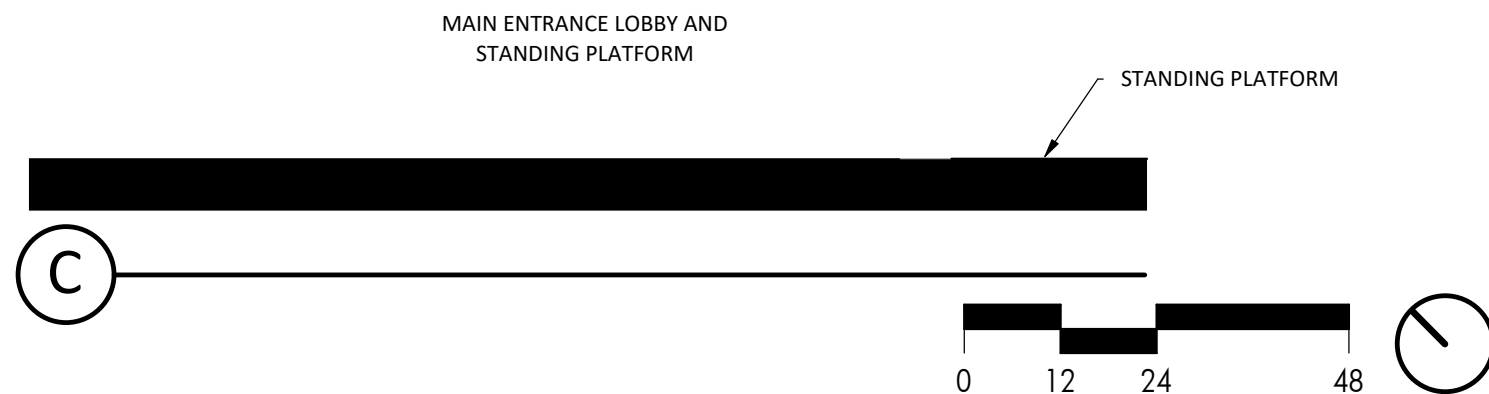 MAIN ENTRANCE LOBBY AND
STANDING PLATFORM
STANDING PLATFORM
C
0 12 24 48